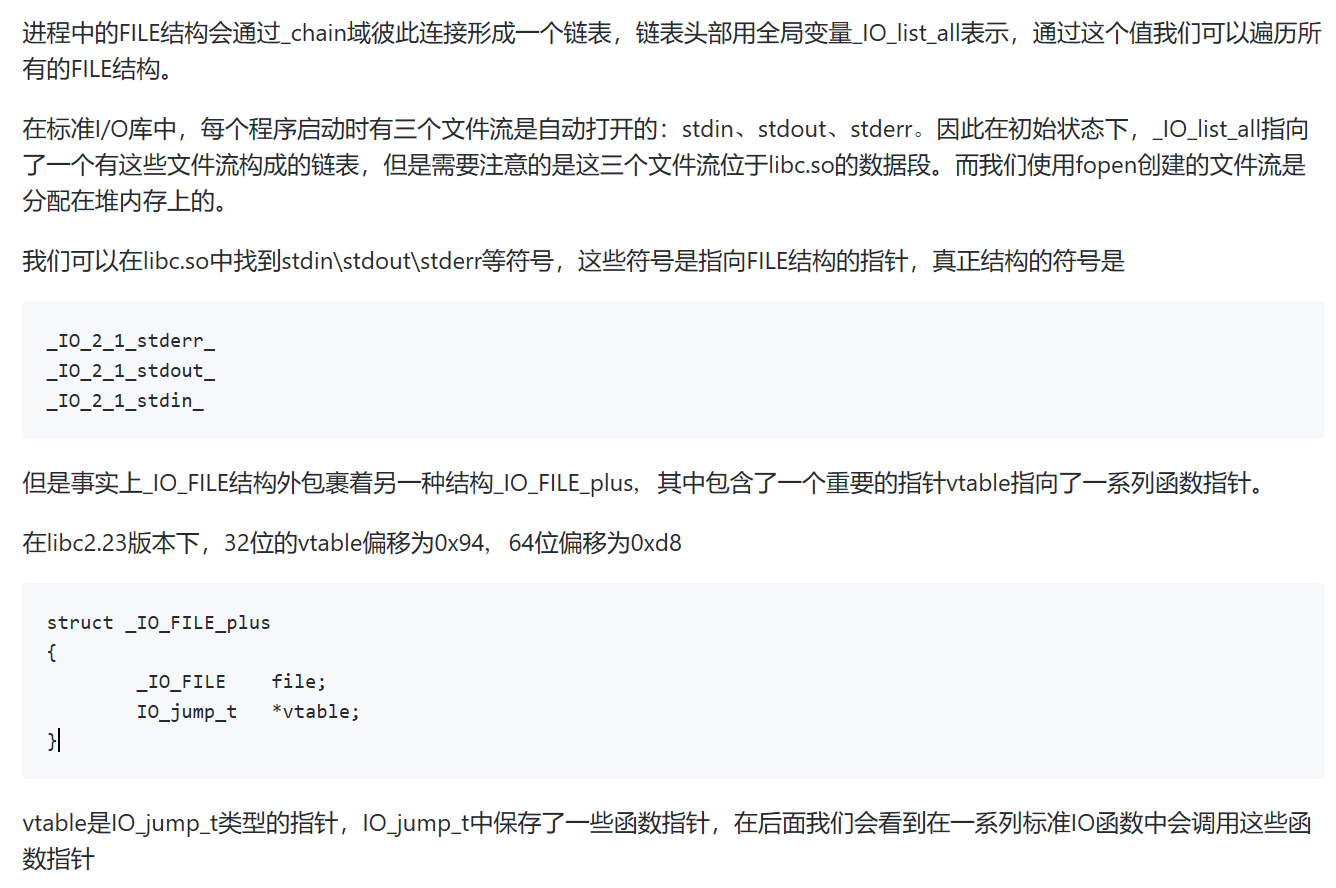 进程中的FILE结构会通过_chain域彼此连接形成一个链表，链表头部用全局变量_IO_list_all表示，通过这个值我们可以遍历所
有的FILE结构。
在标准I/O库中，每个程序启动时有三个文件流是自动打开的：stdin、stdout、stderr。因此在初始状态下，_IO_list_all指向
了一个有这些文件流构成的链表，但是需要注意的是这三个文件流位于libc.so的数据段。而我们使用fopen创建的文件流是
分配在堆内存上的。
我们可以在libc.so中找到stdin\stdout\stderr等符号，这些符号是指向FILE结构的指针，真正结构的符号是
_IO_2_1_stderr_
_IO_2_1_stdout_
_IO_2_1_stdin_
但是事实上_IO_FILE结构外包裹着另一种结构_IO_FILE_plus，其中包含了一个重要的指针vtable指向了一系列函数指针。
在libc2.23版本下，32位的vtable偏移为0x94，64位偏移为0xd8
struct _IO_FILE_plus
{
        _IO_FILE    file;
        IO_jump_t   *vtable;
}
vtable是IO_jump_t类型的指针，IO_jump_t中保存了一些函数指针，在后面我们会看到在一系列标准IO函数中会调用这些函
数指针